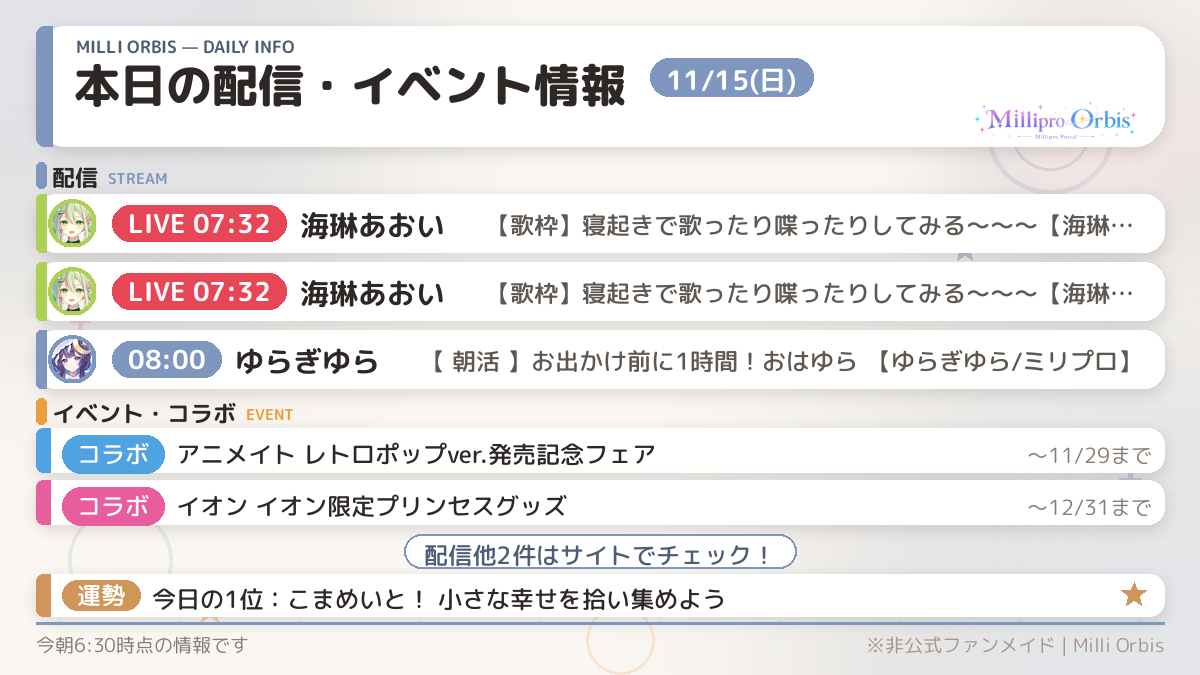 MILLI ORBIS — DAILY INFO
本日の配信・イベント情報 11/15(日)
Millipro Orbis
Millipro Portal
配信 STREAM
LIVE 07:32 海琳あおい 【歌枠】寝起きで歌ったり喋ったりしてみる〜〜〜【海琳…
LIVE 07:32 海琳あおい 【歌枠】寝起きで歌ったり喋ったりしてみる〜〜〜【海琳…
08:00 ゆらぎゆら 【 朝活 】お出かけ前に1時間！おはゆら 【ゆらぎゆら/ミリプロ】
イベント・コラボ EVENT
コラボ アニメイト レトロポップver.発売記念フェア 〜11/29まで
コラボ イオン イオン限定プリンセスグッズ 〜12/31まで
配信他2件はサイトでチェック！
運勢 今日の1位：こまめいと！ 小さな幸せを拾い集めよう ★
今朝6:30時点の情報です
※非公式ファンメイド | Milli Orbis